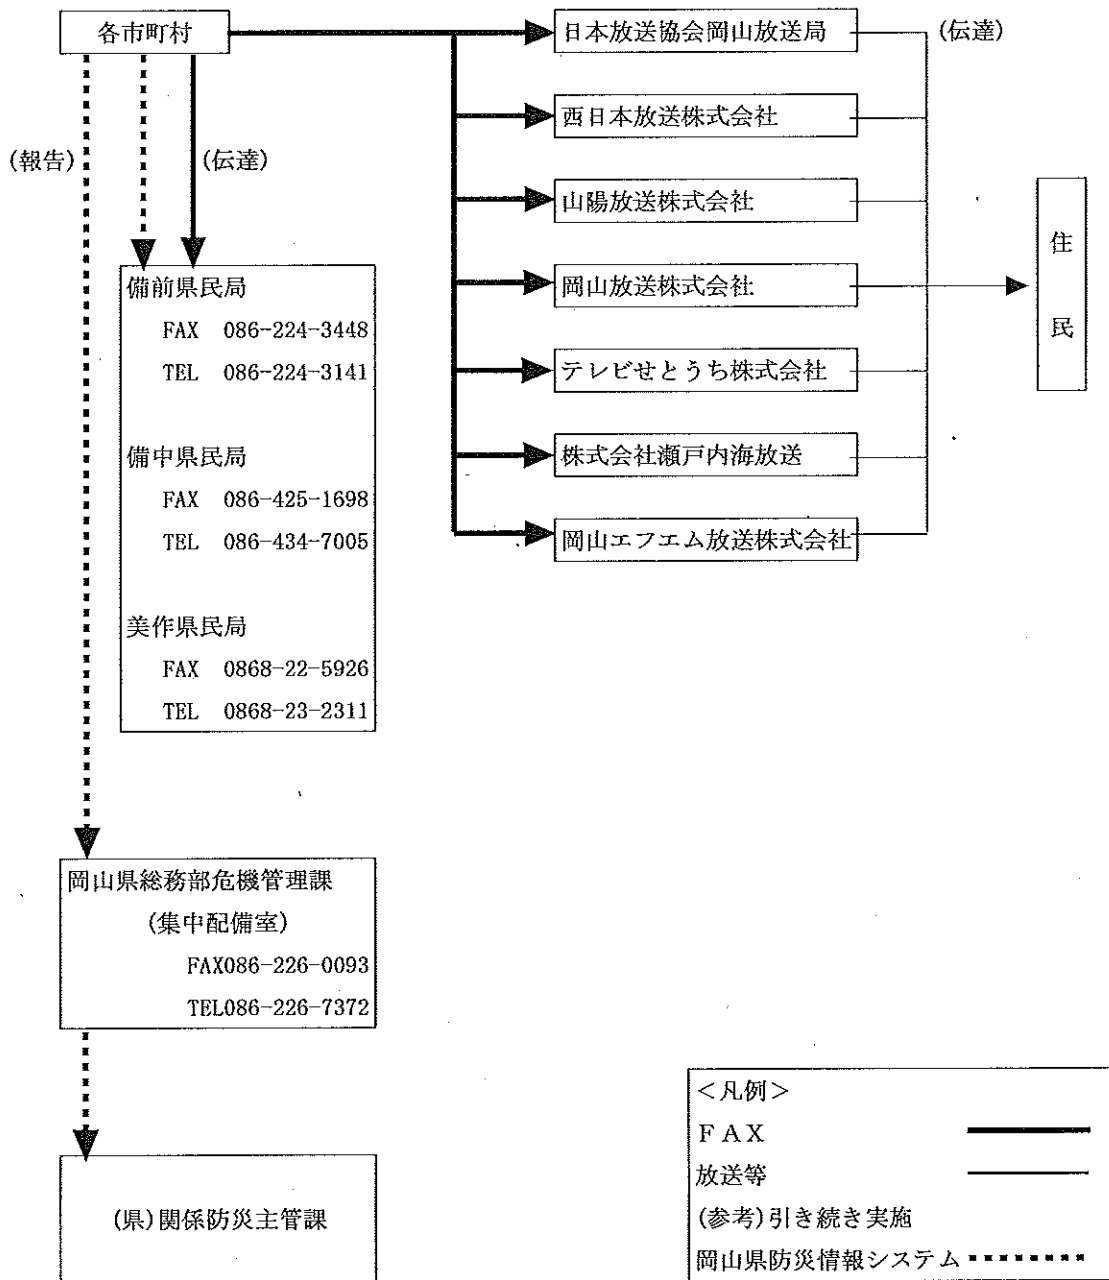 各市町村
日本放送協会岡山放送局
(伝達)
西日本放送株式会社
(報告)
(伝達)
山陽放送株式会社
住民
備前県民局
FAX 086-224-3448
TEL 086-224-3141
岡山放送株式会社
テレビせとうち株式会社
備中県民局
FAX 086-425-1698
TEL 086-434-7005
株式会社瀬戸内海放送
岡山エフエム放送株式会社
美作県民局
FAX 0868-22-5926
TEL 0868-23-2311
岡山県総務部危機管理課
(集中配備室)
FAX086-226-0093
TEL086-226-7372
(県)関係防災主管課
＜凡例＞
ＦＡＸ
放送等
(参考)引き続き実施
岡山県防災情報システム